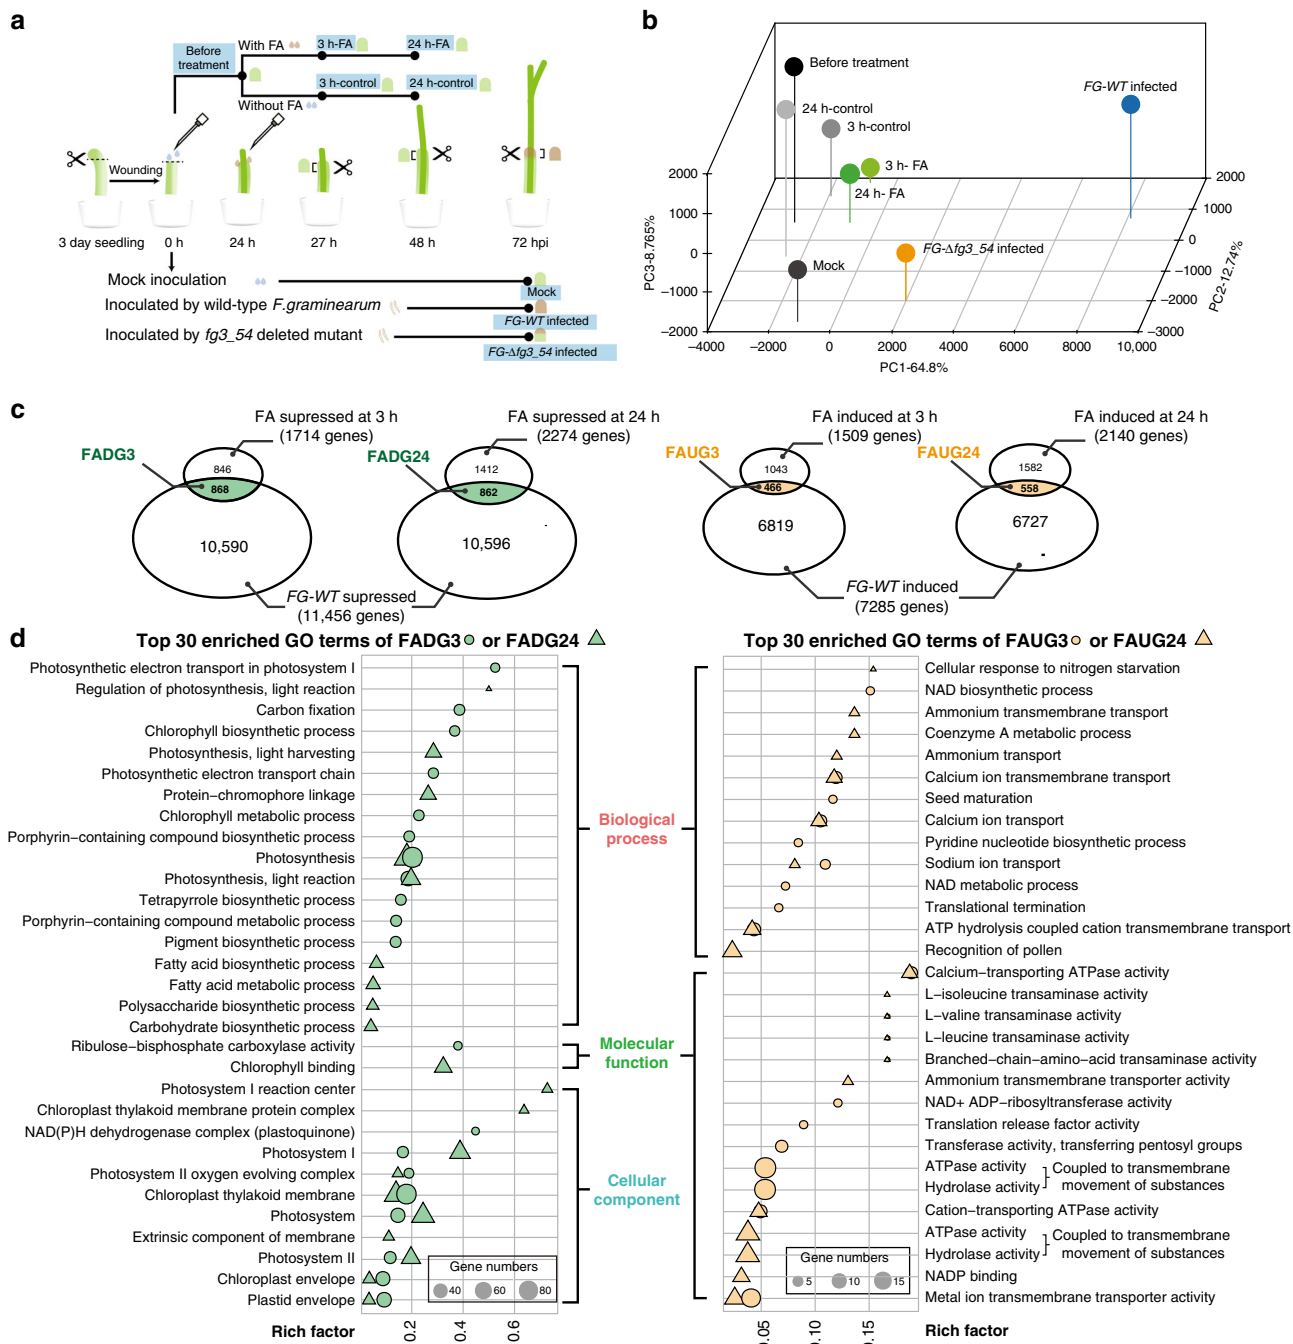 a
Before treatment
With FA
3 h-FA
24 h-FA
3 h-control
24 h-control
Without FA
Wounding
3 day seedling
0 h
24 h
27 h
48 h
72 hpi
Mock inoculation
Mock
Inoculated by wild-type F.graminearum
FG-WT infected
Inoculated by fg3_54 deleted mutant
FG-Δfg3_54 infected
b
Before treatment
24 h-control
3 h-control
3 h- FA
24 h- FA
FG-WT infected
FG-Δfg3_54 infected
Mock
2000
1000
0
−1000
−2000
PC3-8.765%
−4000
−2000
0
2000
4000
6000
8000
10,000
PC1-64.8%
2000
1000
0
−1000
−2000
−3000
PC2-12.74%
c
FA supressed at 3 h
(1714 genes)
FADG3
846
868
10,590
FA supressed at 24 h
(2274 genes)
FADG24
1412
862
10,596
FG-WT supressed
(11,456 genes)
FA induced at 3 h
(1509 genes)
FAUG3
1043
466
6819
FA induced at 24 h
(2140 genes)
FAUG24
1582
558
6727
FG-WT induced
(7285 genes)
d
Top 30 enriched GO terms of FADG3 or FADG24
Photosynthetic electron transport in photosystem I
Regulation of photosynthesis, light reaction
Carbon fixation
Chlorophyll biosynthetic process
Photosynthesis, light harvesting
Photosynthetic electron transport chain
Protein−chromophore linkage
Chlorophyll metabolic process
Porphyrin−containing compound biosynthetic process
Photosynthesis
Photosynthesis, light reaction
Tetrapyrrole biosynthetic process
Porphyrin−containing compound metabolic process
Pigment biosynthetic process
Fatty acid biosynthetic process
Fatty acid metabolic process
Polysaccharide biosynthetic process
Carbohydrate biosynthetic process
Ribulose−bisphosphate carboxylase activity
Chlorophyll binding
Photosystem I reaction center
Chloroplast thylakoid membrane protein complex
NAD(P)H dehydrogenase complex (plastoquinone)
Photosystem I
Photosystem II oxygen evolving complex
Chloroplast thylakoid membrane
Photosystem
Extrinsic component of membrane
Photosystem II
Chloroplast envelope
Plastid envelope
Rich factor
0.2
0.4
0.6
Gene numbers
40
60
80
Biological process
Molecular function
Cellular component
Top 30 enriched GO terms of FAUG3 or FAUG24
Cellular response to nitrogen starvation
NAD biosynthetic process
Ammonium transmembrane transport
Coenzyme A metabolic process
Ammonium transport
Calcium ion transmembrane transport
Seed maturation
Calcium ion transport
Pyridine nucleotide biosynthetic process
Sodium ion transport
NAD metabolic process
Translational termination
ATP hydrolysis coupled cation transmembrane transport
Recognition of pollen
Calcium−transporting ATPase activity
L−isoleucine transaminase activity
L−valine transaminase activity
L−leucine transaminase activity
Branched−chain−amino−acid transaminase activity
Ammonium transmembrane transporter activity
NAD+ ADP−ribosyltransferase activity
Translation release factor activity
Transferase activity, transferring pentosyl groups
ATPase activity
Hydrolase activity
Coupled to transmembrane movement of substances
Cation−transporting ATPase activity
ATPase activity
Hydrolase activity
Coupled to transmembrane movement of substances
NADP binding
Metal ion transmembrane transporter activity
Gene numbers
5
10
15
0.05
0.10
0.15
Rich factor